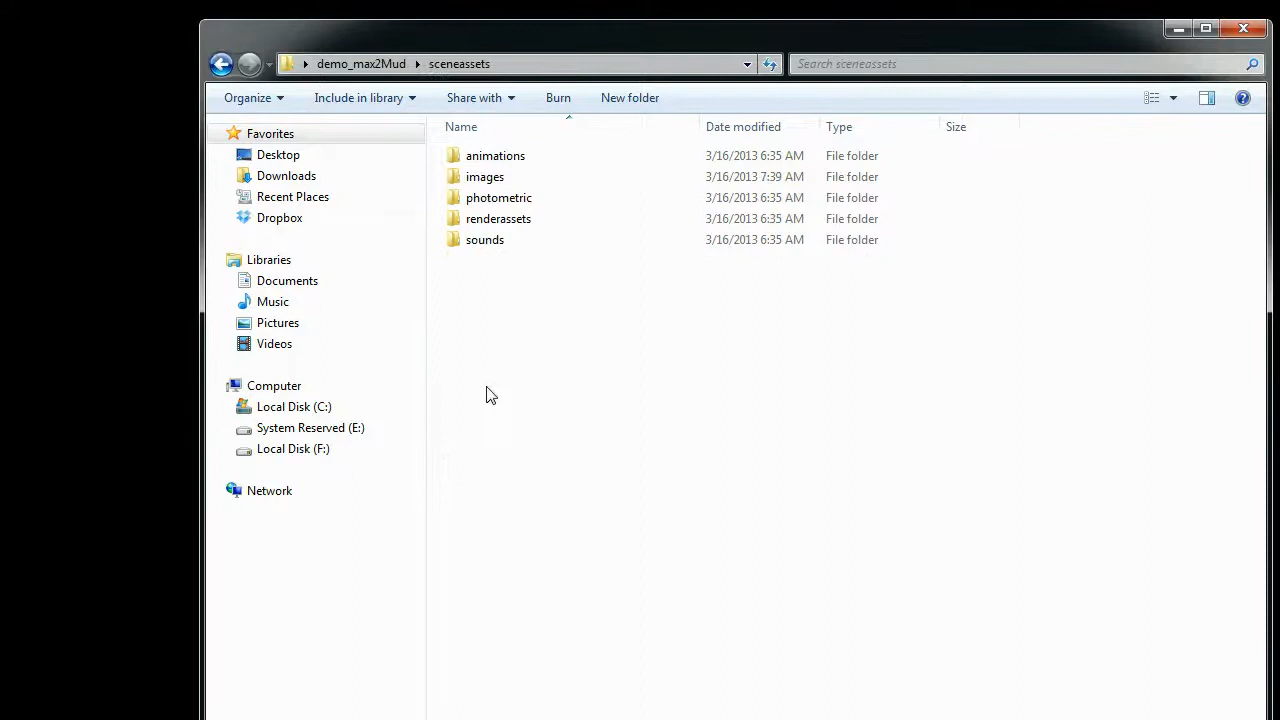 demo_max2Mud sceneassets Search sceneassets
Organize Include in library Share with Burn New folder
Name Date modified Type Size
Favorites
Desktop
Downloads
Recent Places
Dropbox
Libraries
Documents
Music
Pictures
Videos
Computer
Local Disk (C:)
System Reserved (E:)
Local Disk (F:)
Network
animations 3/16/2013 6:35 AM File folder
images 3/16/2013 7:39 AM File folder
photometric 3/16/2013 6:35 AM File folder
renderassets 3/16/2013 6:35 AM File folder
sounds 3/16/2013 6:35 AM File folder